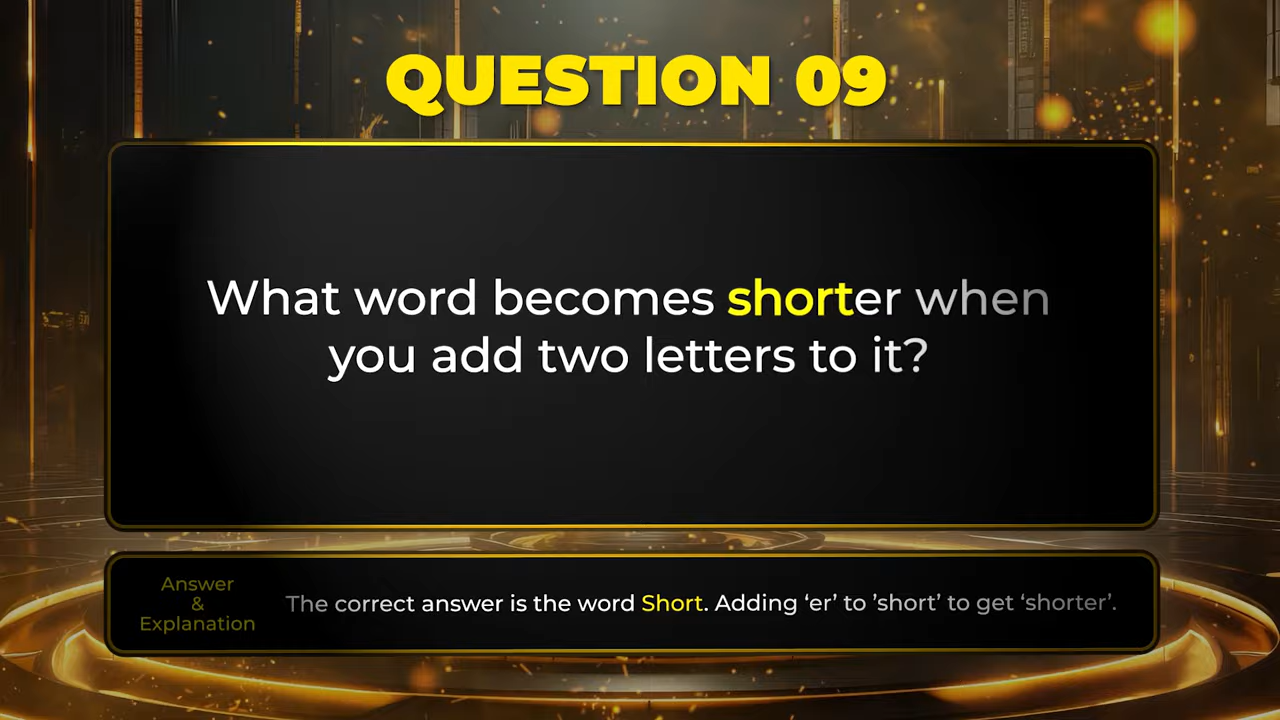 QUESTION 09
What word becomes shorter when
you add two letters to it?
Answer
&
Explanation
The correct answer is the word Short. Adding ‘er’ to ’short’ to get ‘shorter’.